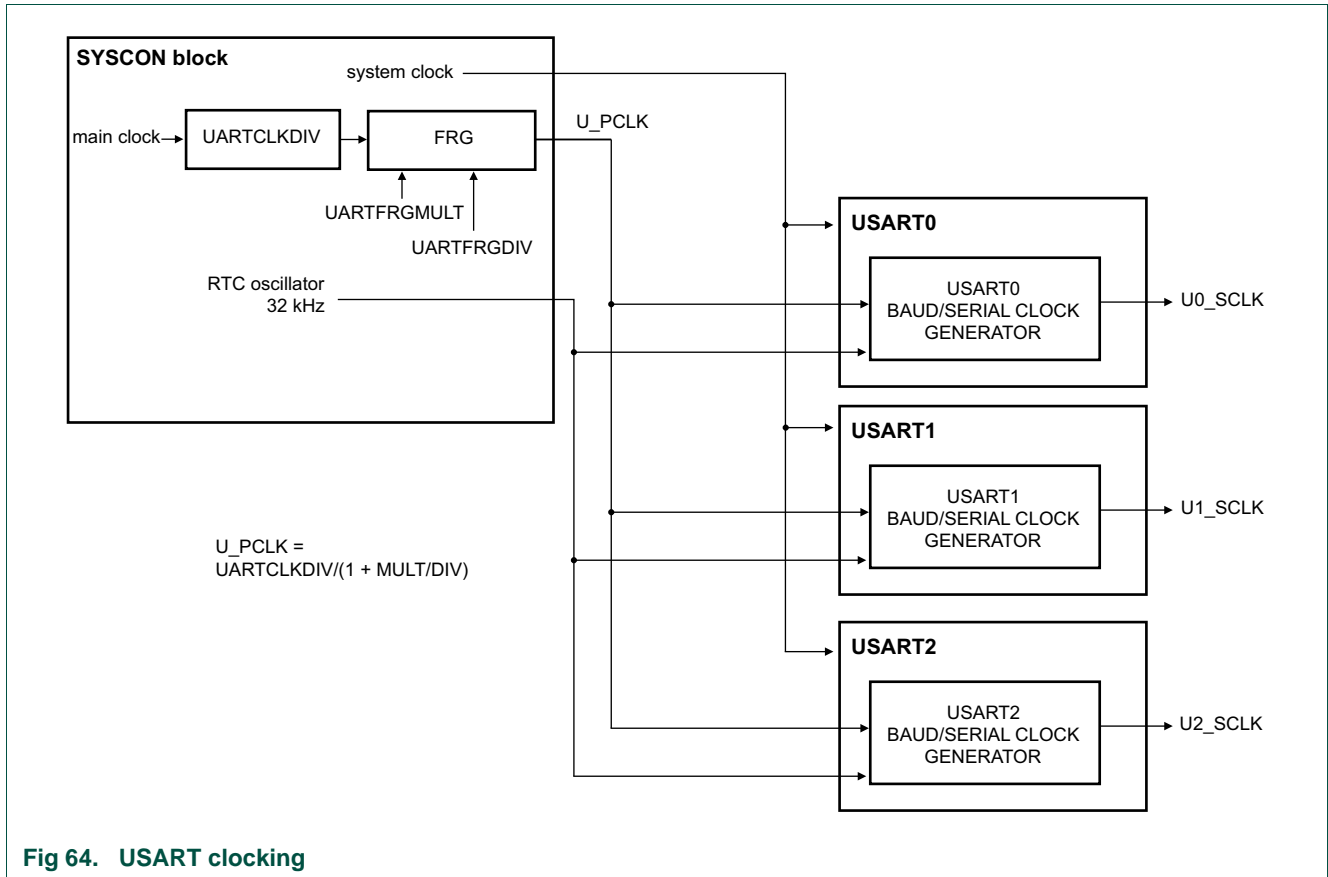 SYSCON block
system clock
main clock
UARTCLKDIV
FRG
U_PCLK
UARTFRGMULT
UARTFRGDIV
RTC oscillator
32 kHz
USART0
USART0
BAUD/SERIAL CLOCK
GENERATOR
U0_SCLK
USART1
USART1
BAUD/SERIAL CLOCK
GENERATOR
U1_SCLK
U_PCLK =
UARTCLKDIV/(1 + MULT/DIV)
USART2
USART2
BAUD/SERIAL CLOCK
GENERATOR
U2_SCLK
Fig 64. USART clocking